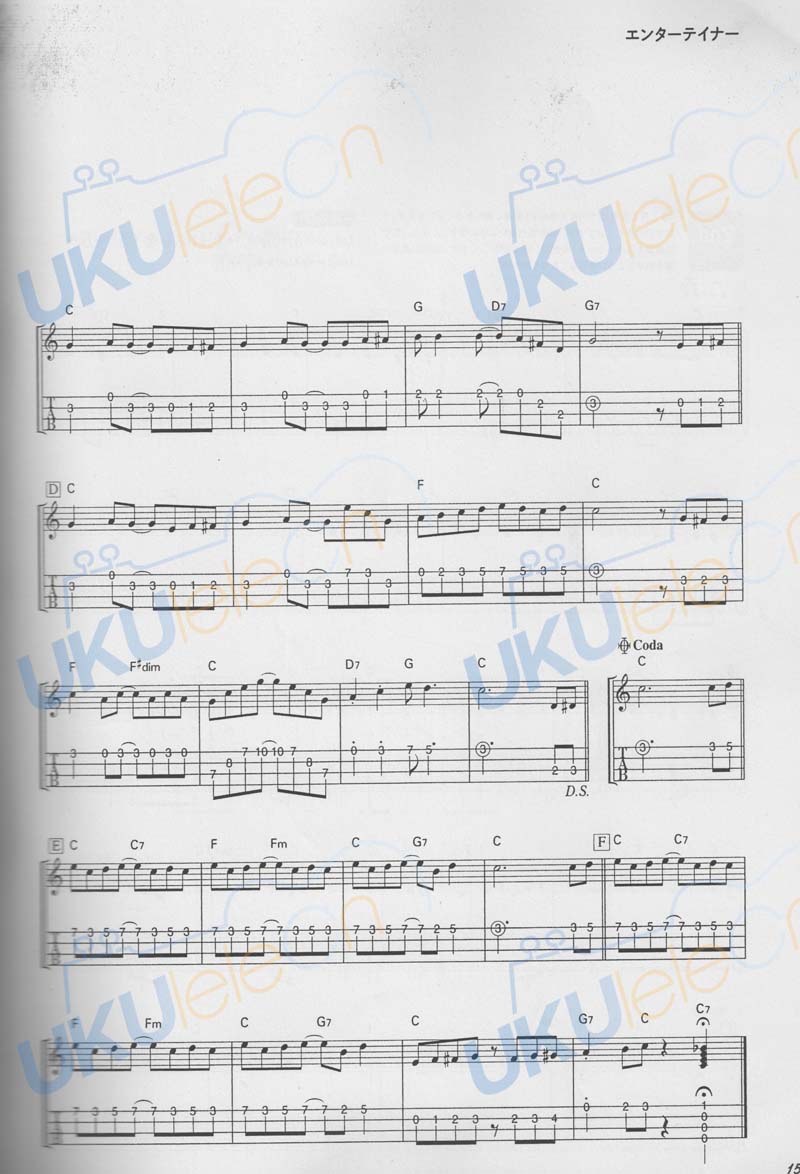 エンターテイナー
UKUleleon UKUleleon
C G D7 G7
0 0 0 1 2 2 2 2 0
3 3 3 0 1 2 3 3 3 3 2 2 3 0 1 2
T
A
B
UKUleleon UKUleleon
D C F C
0 0 7 3 0 2 3 5 7 5 3 5 3
3 3 3 0 1 2 3 3 3 3 3 2 3
T
A
B
Coda
F F♯dim C D7 G C C
3 0 3 3 0 3 0 7 10 10 7 0 3 7 5 3 3 3 5
8 8
7 7 2 3
T
A
B
D.S.
E C C7 F Fm C G7 C F C C7
7 3 5 7 7 3 5 3 7 3 5 7 7 3 5 3 7 3 5 7 7 2 5 3 3 5 7 3 5 7 7 3 5 3
T
A
B
UKUleleon UKUleleon
F Fm C G7 C G7 C C7
7 3 5 7 7 3 5 3 7 3 5 7 7 2 5 0 2 3 1
0 1 2 3 2 3 4 0
0
0
T
A
B
15